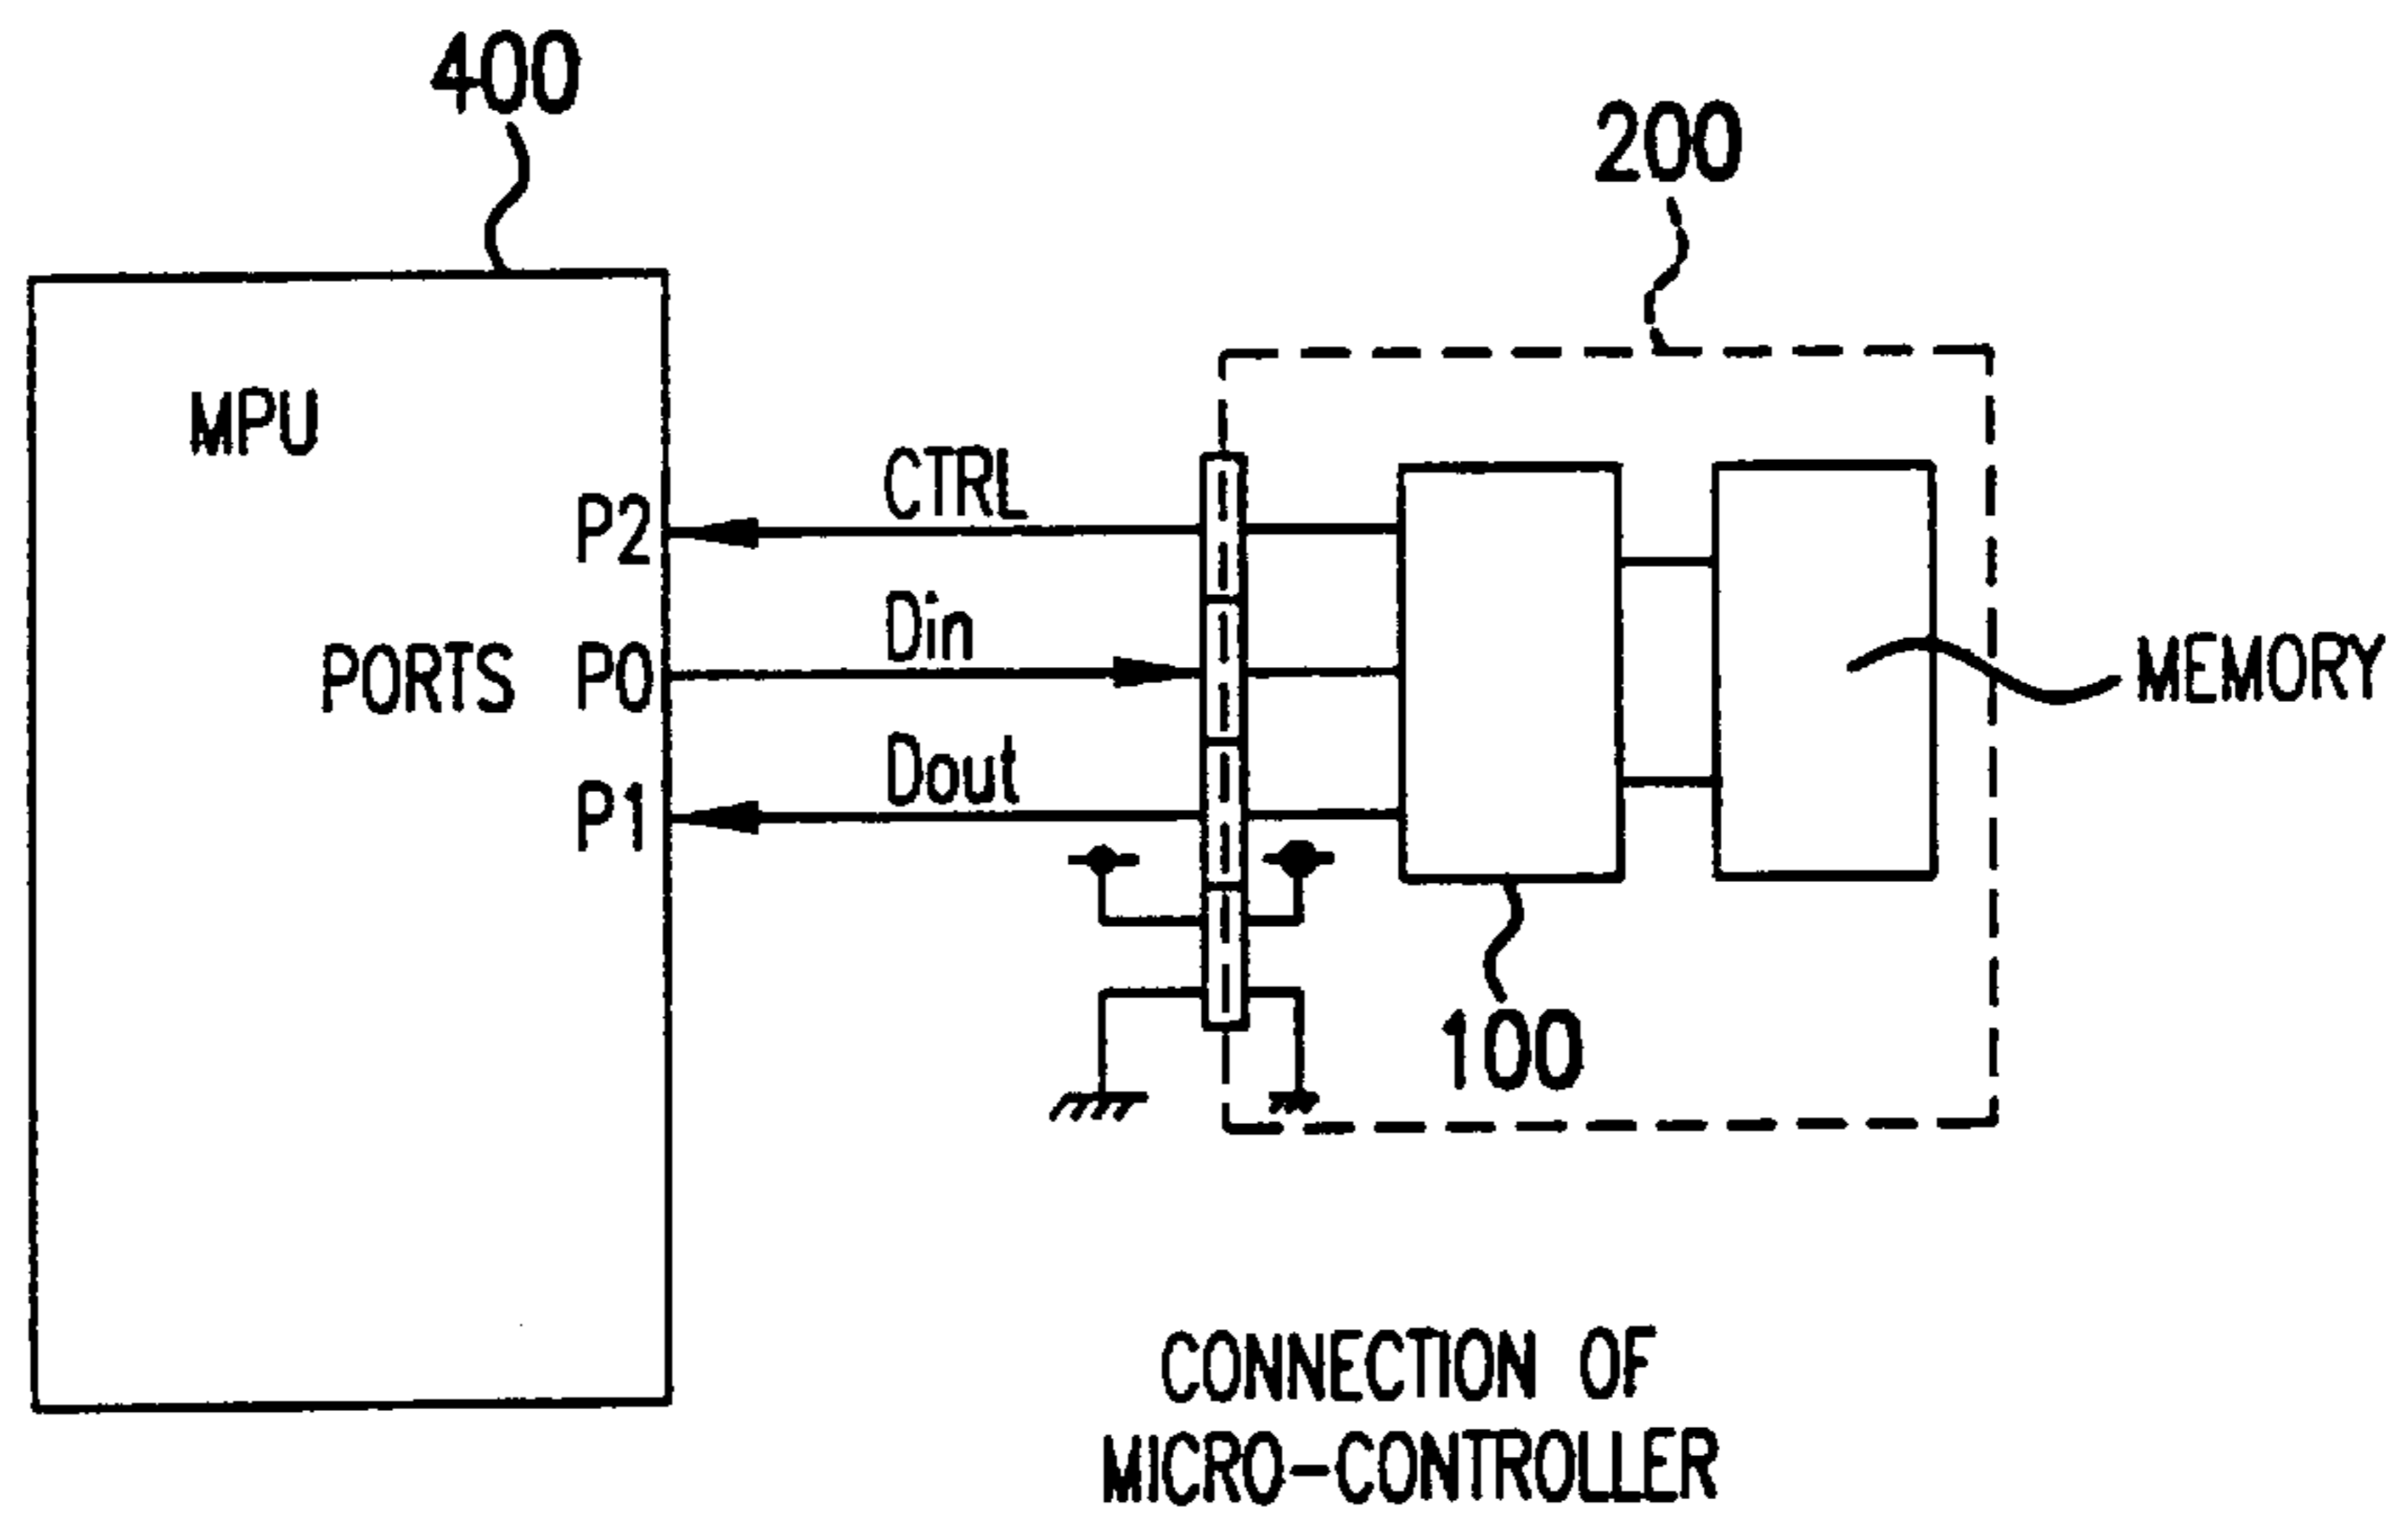 400
200
MPU
CTRL
P2
Din
PORTS P0
MEMORY
Dout
P1
100
CONNECTION OF
MICRO-CONTROLLER